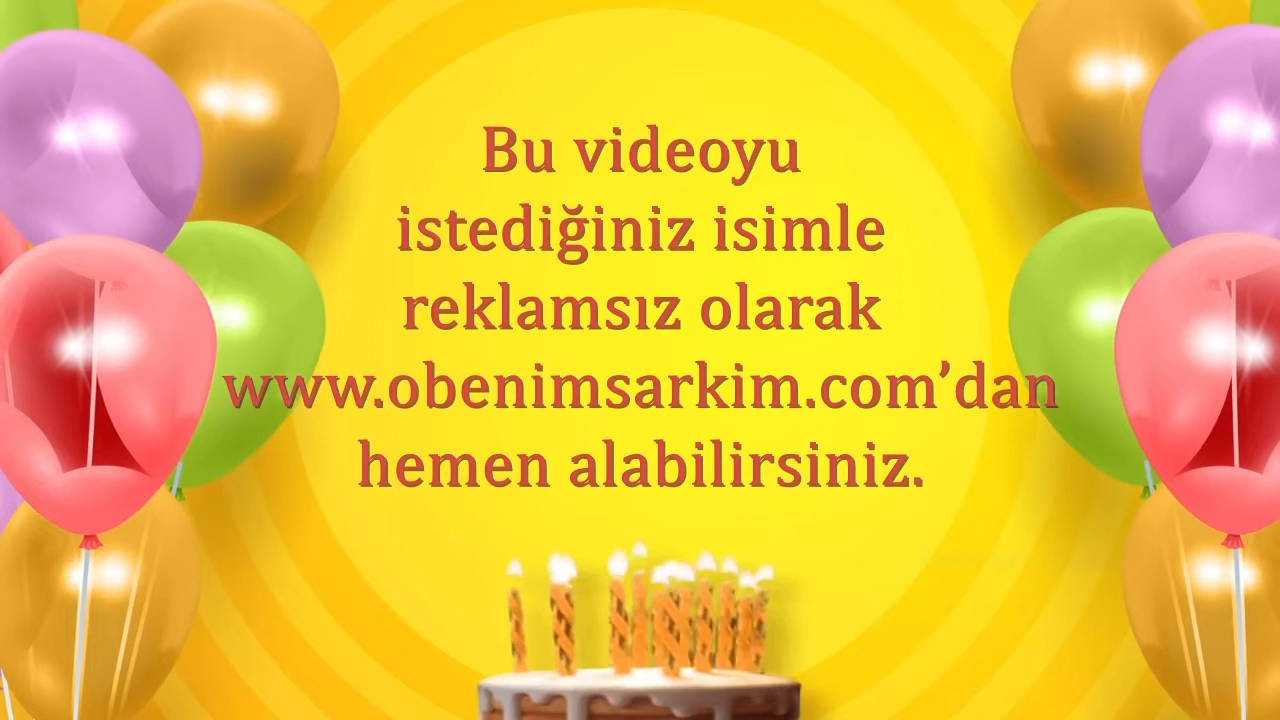 Bu videoyu
istediğiniz isimle
reklamsız olarak
www.obenimsarkim.com’dan
hemen alabilirsiniz.